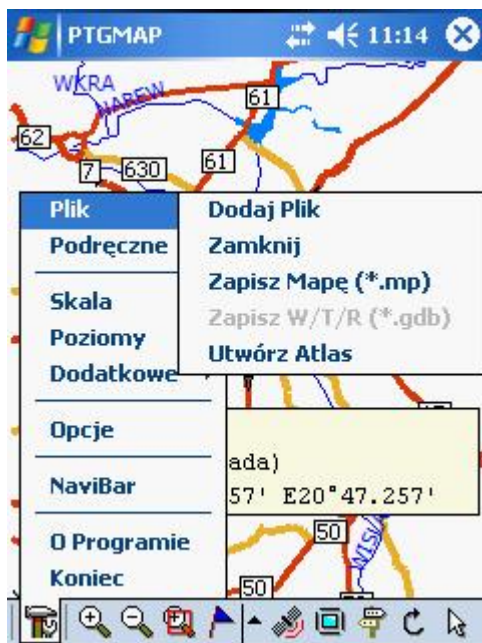 PTGMAP 11:14
WKRA
NAREW
61
62
7 630 61
Plik
Podręczne
Skala
Poziomy
Dodatkowe
Opcje
NaviBar
O Programie
Koniec
Dodaj Plik
Zamknij
Zapisz Mapę (*.mp)
Zapisz W/T/R (*.gdb)
Utwórz Atlas
ada)
57' E20°47.257'
50
50